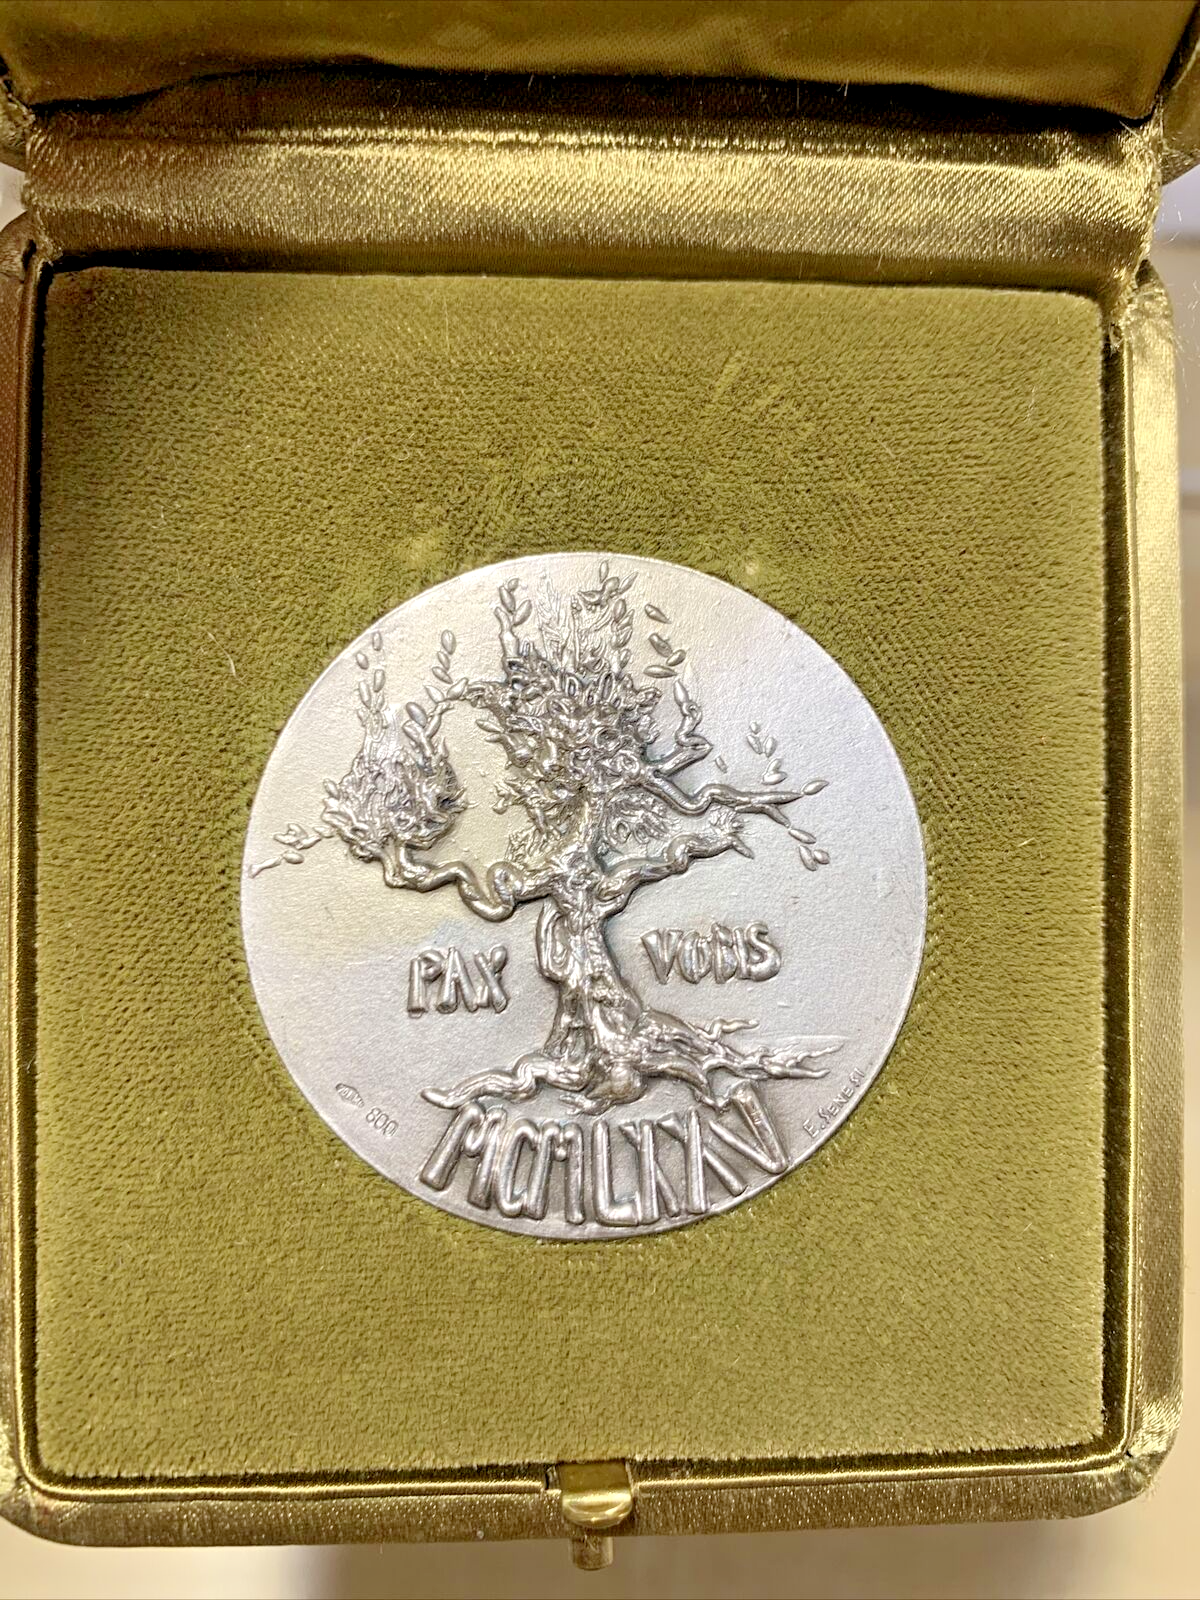 PAX VOBIS
800
E. SENESI
MCMLXXV